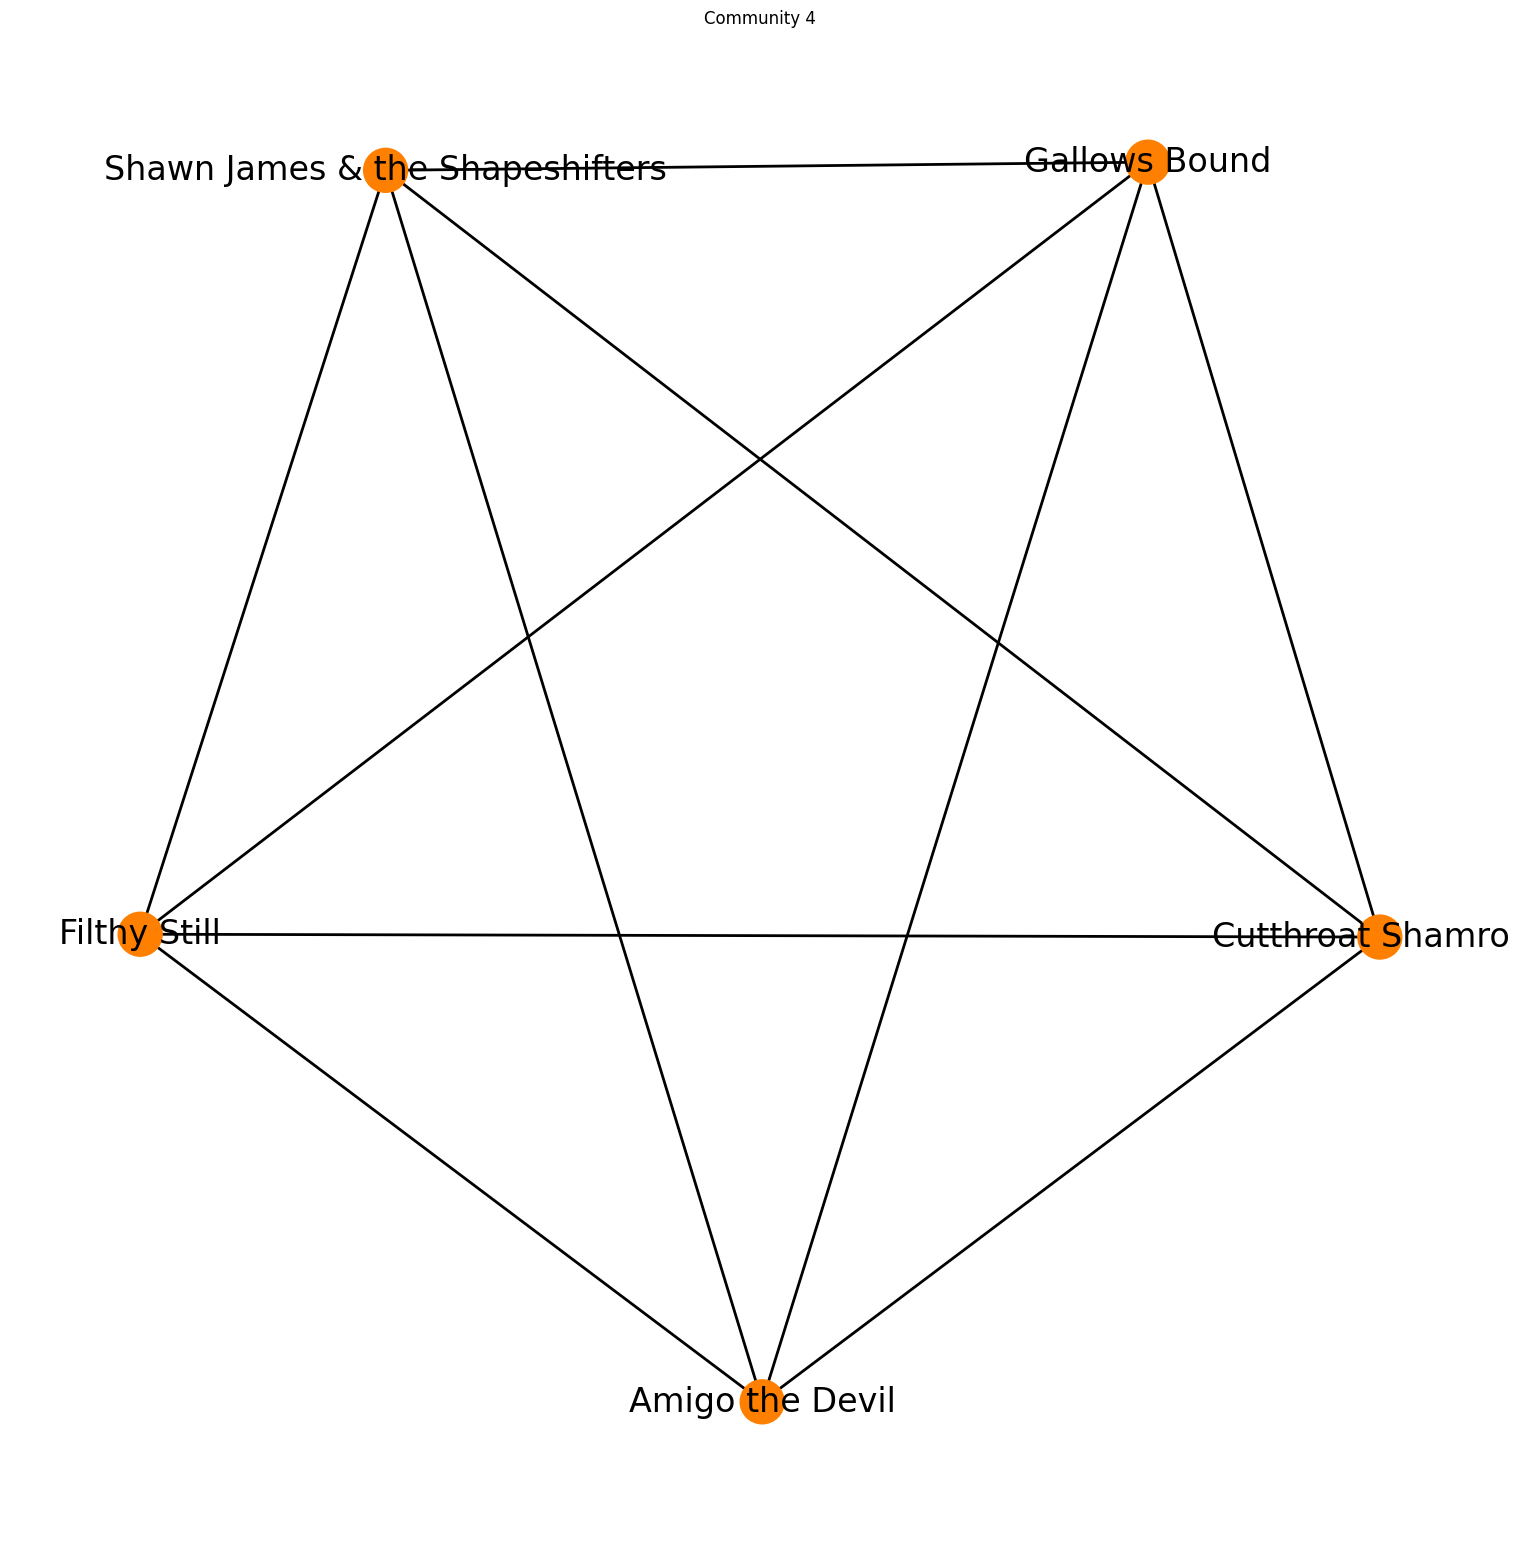 Community 4
Shawn James & the Shapeshifters
Gallows Bound
Filthy Still
Cutthroat Shamro
Amigo the Devil